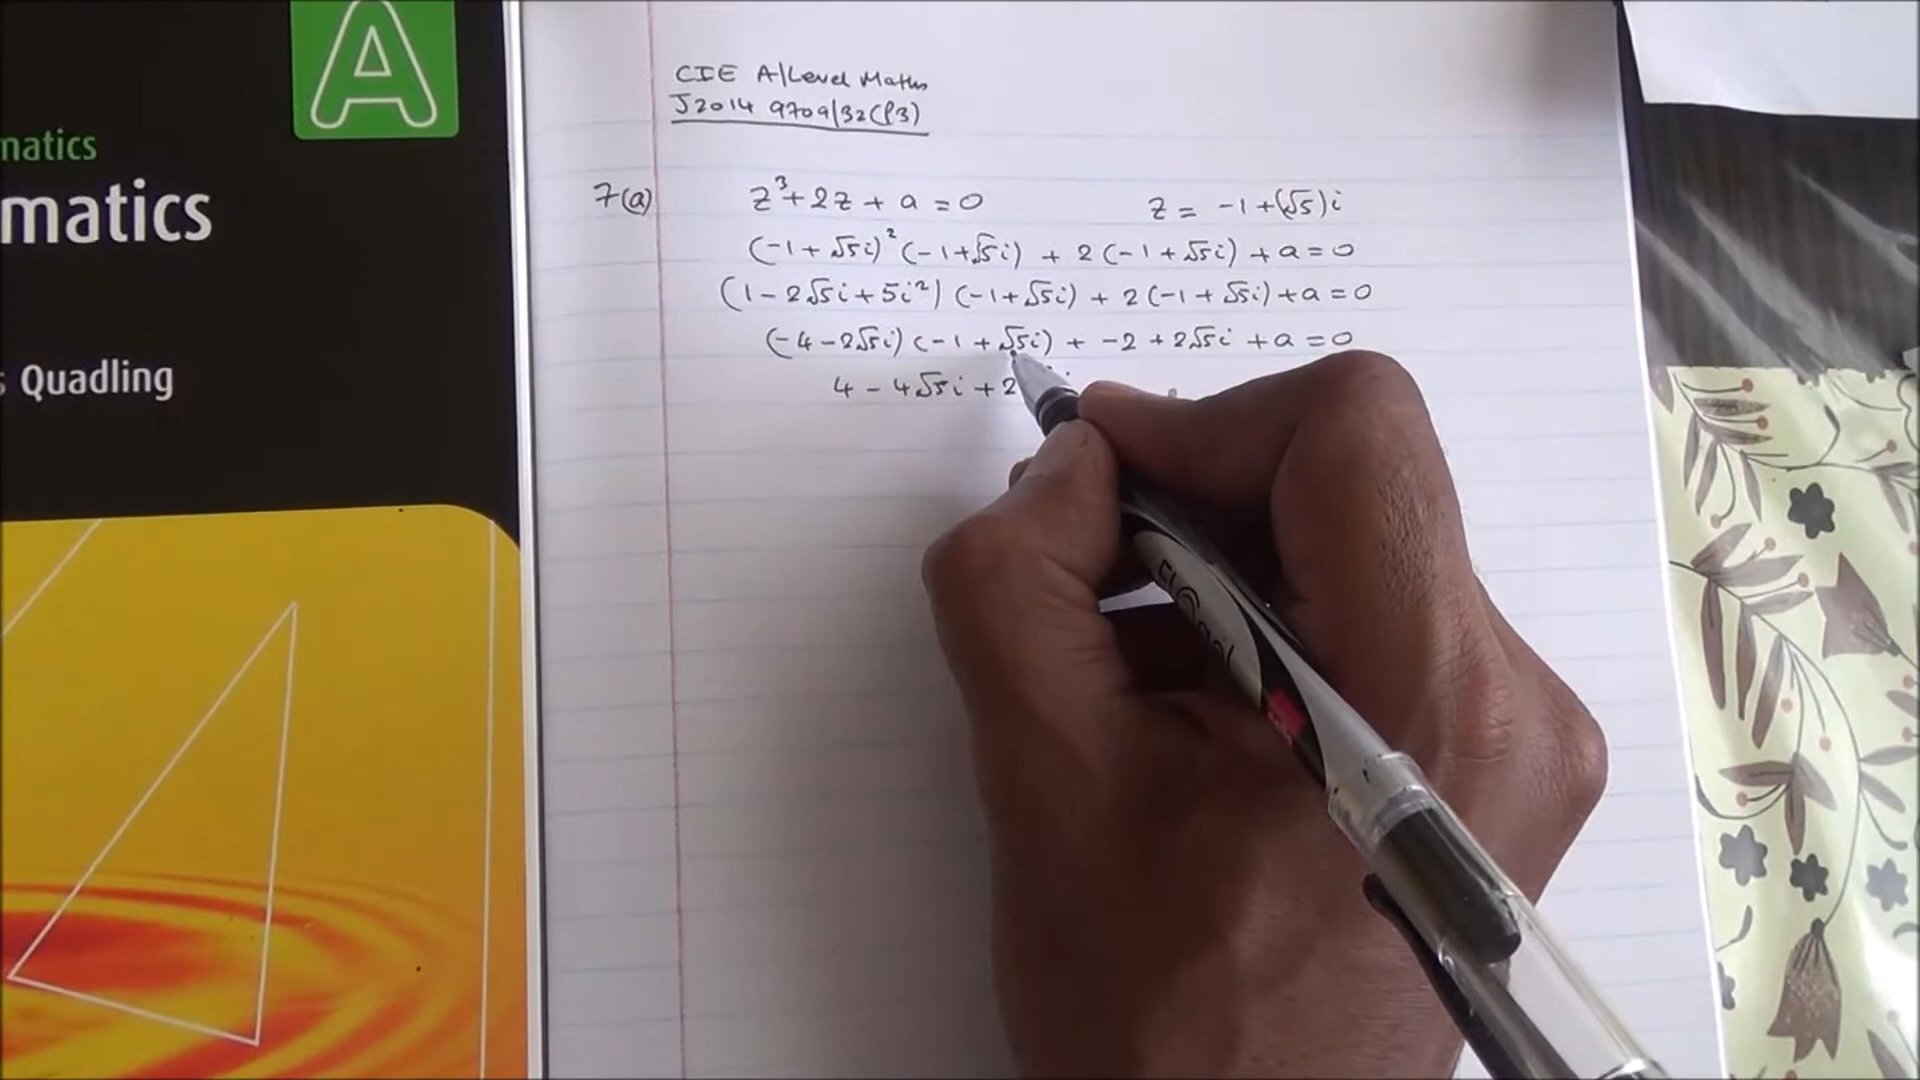 A
matics
matics
Quadling
CIE A/Level Maths
J2014 9709/32(P3)
7(a) z³ + 2z + a = 0 z = -1 + (√5)i
(-1 + √5i)² (-1 + √5i) + 2(-1 + √5i) + a = 0
(1 - 2√5i + 5i²) (-1 + √5i) + 2(-1 + √5i) + a = 0
(-4 - 2√5i) (-1 + √5i) + -2 + 2√5i + a = 0
4 - 4√5i + 2